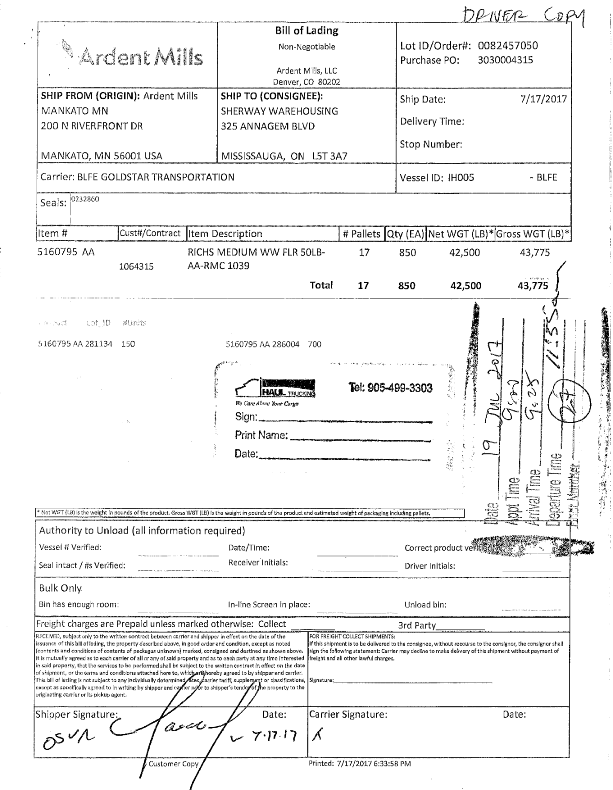 DRIVER COPY
Ardent Mills
Bill of Lading
Non-Negotiable
Ardent Mills, LLC
Denver, CO 80202
Lot ID/Order#: 0082457050
Purchase PO: 3030004315
SHIP FROM (ORIGIN): Ardent Mills
MANKATO MN
200 N RIVERFRONT DR
MANKATO, MN 56001 USA
SHIP TO (CONSIGNEE):
SHERWAY WAREHOUSING
325 ANNAGEM BLVD
MISSISSAUGA, ON L5T 3A7
Ship Date: 7/17/2017
Delivery Time:
Stop Number:
Carrier: BLFE GOLDSTAR TRANSPORTATION
Vessel ID: IH005 - BLFE
Seals: 0232860
Item # Cust#/Contract Item Description # Pallets Qty (EA) Net WGT (LB)* Gross WGT (LB)*
5160795 AA RICHS MEDIUM WW FLR 50LB- 17 850 42,500 43,775
1064315 AA-RMC 1039
Total 17 850 42,500 43,775
Lot ID #Units
5160795 AA 281134 150 5160795 AA 286004 700
HAUL TRUCKING
We Care About Your Cargo
Tel: 905-499-3303
Sign:
Print Name:
Date:
Date 19 JUL 2017
Appt Time
Arrival Time
Departure Time
* Net WGT (LB) is the weight in pounds of the product. Gross WGT (LB) is the weight in pounds of the product and estimated weight of packaging including pallets.
Authority to Unload (all information required)
Vessel # Verified: Date/Time: Correct product
Seal intact / #s Verified: Receiver Initials: Driver Initials:
Bulk Only
Bin has enough room: In-line Screen in place: Unload bin:
Freight charges are Prepaid unless marked otherwise: Collect 3rd Party
RECEIVED, subject only to the written contract between carrier and shipper in effect on the date of the
issuance of this bill of lading, the property described above, in good order and condition, except as noted
(contents and conditions of contents of packages unknown) marked, consigned and destined as shown above.
It is mutually agreed as to each carrier of all or any of said property and as to each party at any time interested
in said property, that the services to be performed shall be subject to the written contract in effect on the date
of shipment, or the terms and conditions attached hereto, which are hereby agreed to by shipper and carrier.
This bill of lading is not subject to any individually determined rates, carrier tariff, supplement or classifications,
except as specifically agreed to in writing by shipper and carrier prior to shipper's tender of the property to the
originating carrier or its pickup agent.
FOR FREIGHT COLLECT SHIPMENTS:
If this shipment is to be delivered to the consignee, without recourse to the consignor, the consignor shall
sign the following statement: Carrier may decline to make delivery of this shipment without payment of
freight and all other lawful charges.
Signature:
Shipper Signature: Date: 7.17.17
Carrier Signature: Date:
Customer Copy
Printed: 7/17/2017 6:33:58 PM